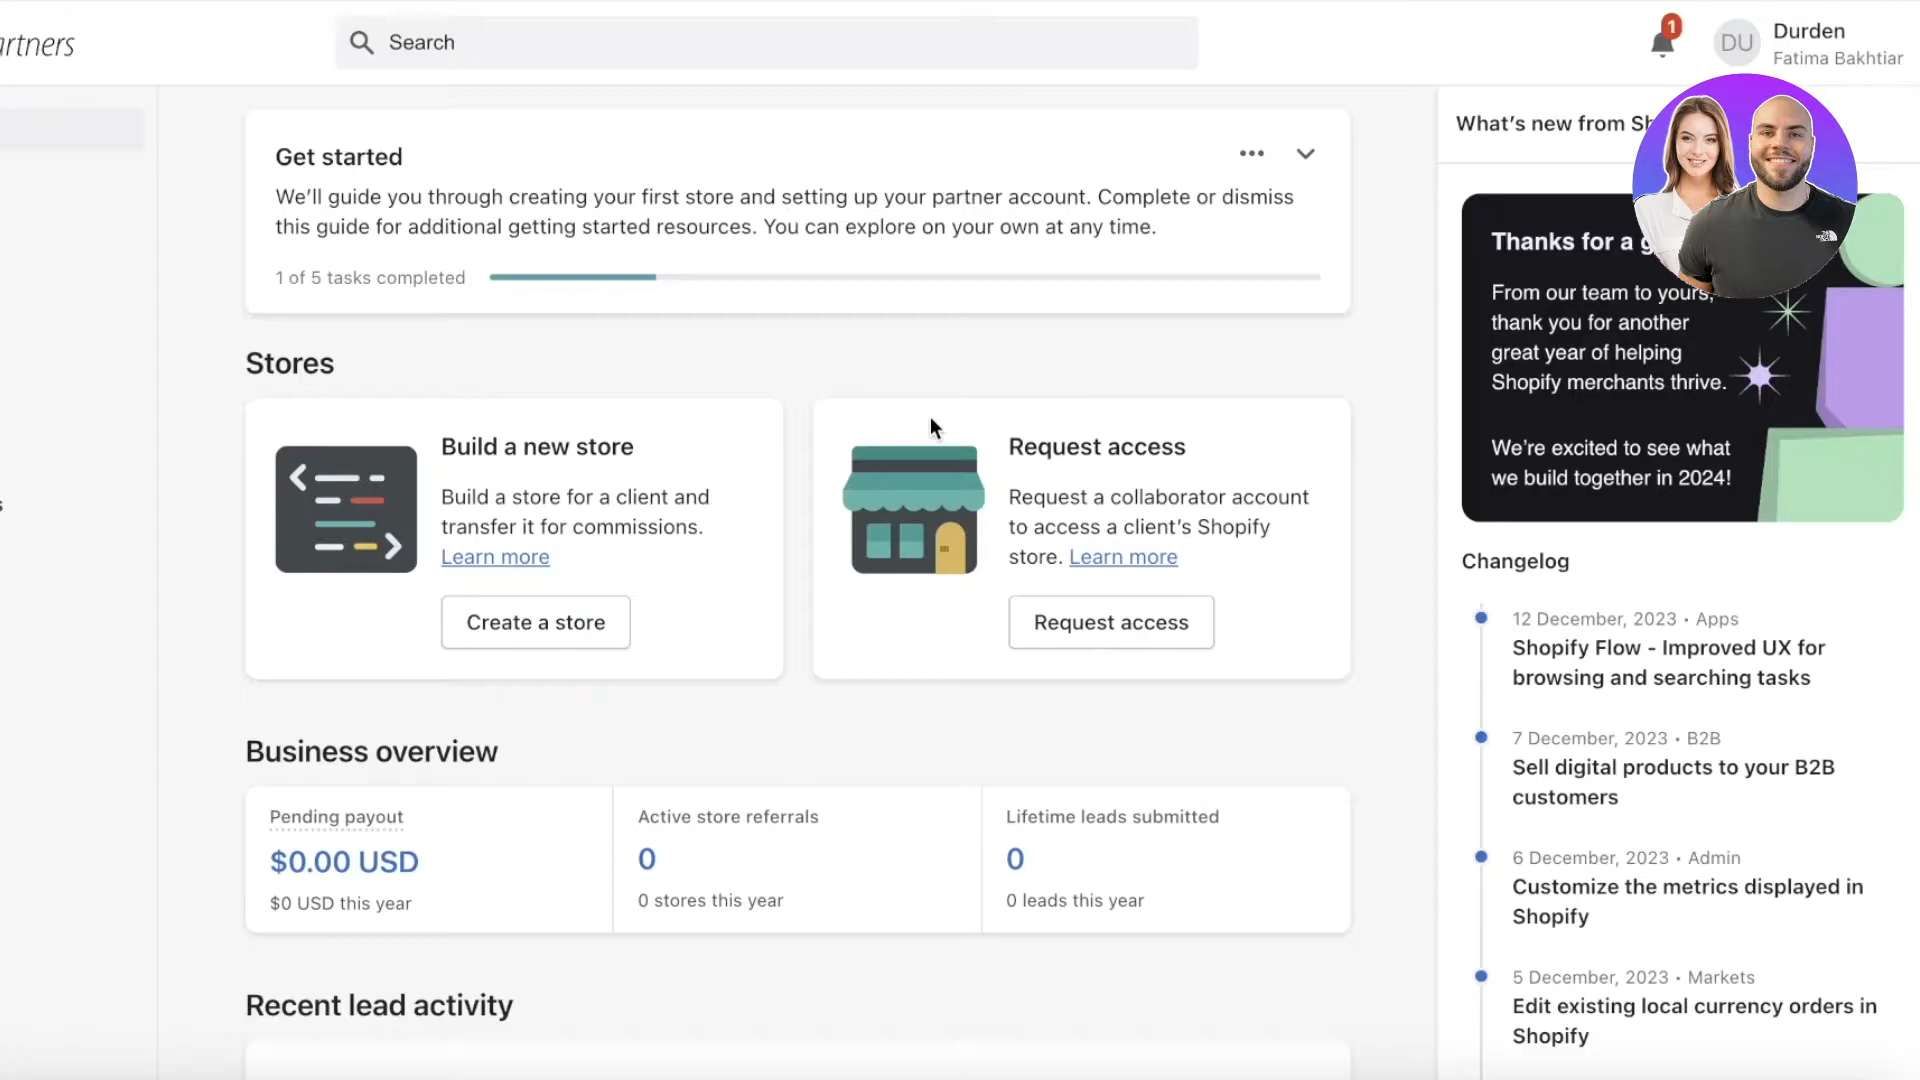 artners
Search
1
DU
Durden
Fatima Bakhtiar
Get started
We'll guide you through creating your first store and setting up your partner account. Complete or dismiss
this guide for additional getting started resources. You can explore on your own at any time.
1 of 5 tasks completed
Stores
Build a new store
Build a store for a client and
transfer it for commissions.
Learn more
Create a store
Request access
Request a collaborator account
to access a client's Shopify
store. Learn more
Request access
Business overview
Pending payout
$0.00 USD
$0 USD this year
Active store referrals
0
0 stores this year
Lifetime leads submitted
0
0 leads this year
Recent lead activity
What's new from Sh
Thanks for a g
From our team to yours,
thank you for another
great year of helping
Shopify merchants thrive.
We're excited to see what
we build together in 2024!
Changelog
12 December, 2023 • Apps
Shopify Flow - Improved UX for
browsing and searching tasks
7 December, 2023 • B2B
Sell digital products to your B2B
customers
6 December, 2023 • Admin
Customize the metrics displayed in
Shopify
5 December, 2023 • Markets
Edit existing local currency orders in
Shopify